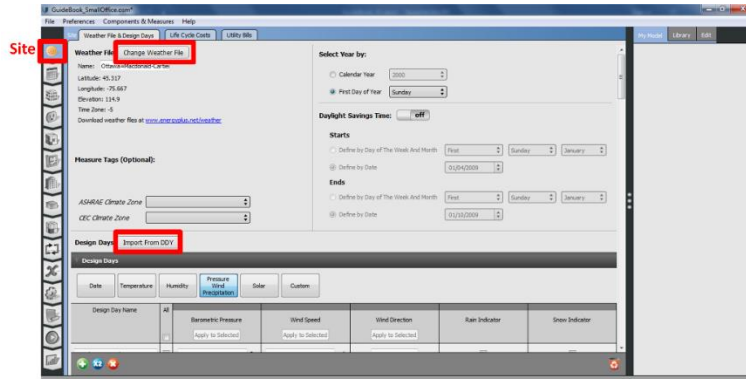 GuideBook_SmallOffice.osm*
File Preferences Components & Measures Help
Site
Site
Weather File & Design Days
Life Cycle Costs
Utility Bills
My Model
Library
Edit
Weather File
Change Weather File
Name: Ottawa-Macdonald-Cartier
Latitude: 45.317
Longitude: -75.667
Elevation: 114.9
Time Zone: -5
Download weather files at www.energyplus.net/weather
Measure Tags (Optional):
ASHRAE Climate Zone
CEC Climate Zone
Select Year by:
Calendar Year
2000
First Day of Year
Sunday
Daylight Savings Time:
off
Starts
Define by Day of The Week And Month
First
Sunday
January
Define by Date
01/04/2009
Ends
Define by Day of The Week And Month
First
Sunday
January
Define by Date
01/10/2009
Design Days
Import From DDY
Design Days
Date
Temperature
Humidity
Pressure
Wind
Precipitation
Solar
Custom
Design Day Name
All
Barometric Pressure
Wind Speed
Wind Direction
Rain Indicator
Snow Indicator
Apply to Selected
Apply to Selected
Apply to Selected